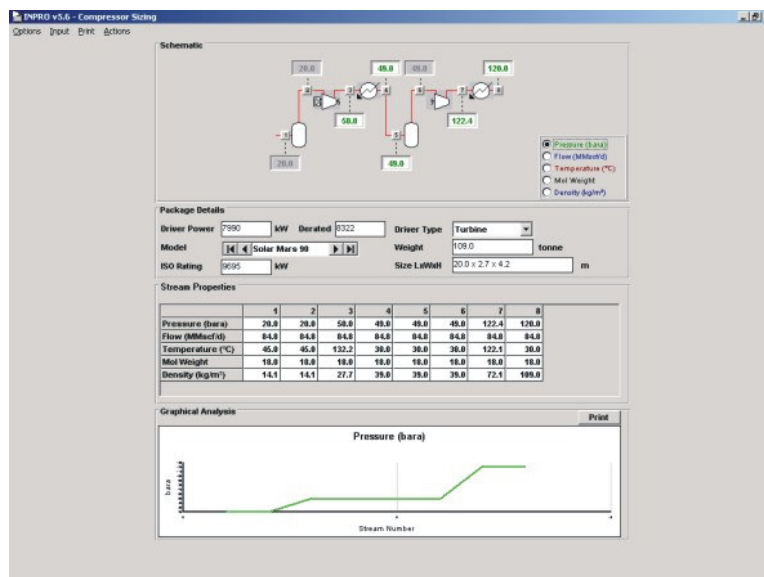 INPRO v5.6 - Compressor Sizing
Options Input Print Actions
Schematic
20.0 49.0 49.0 120.0
2 3 4 6 7 8
50.0 122.4
1 5
20.0 49.0
Pressure (bara)
Flow (MMscf/d)
Temperature (°C)
Mol Weight
Density (kg/m³)
Package Details
Driver Power 7990 kW Derated 8322 Driver Type Turbine
Model Solar Mars 90 Weight 109.0 tonne
ISO Rating 9695 kW Size LxWxH 20.0 x 2.7 x 4.2 m
Stream Properties
1 2 3 4 5 6 7 8
Pressure (bara) 20.0 20.0 50.0 49.0 49.0 49.0 122.4 120.0
Flow (MMscf/d) 84.8 84.8 84.8 84.8 84.8 84.8 84.8 84.8
Temperature (°C) 45.0 45.0 132.2 30.0 30.0 30.0 122.1 30.0
Mol Weight 18.0 18.0 18.0 18.0 18.0 18.0 18.0 18.0
Density (kg/m³) 14.1 14.1 27.7 39.0 39.0 39.0 72.1 109.0
Graphical Analysis
Print
Pressure (bara)
bara
Stream Number